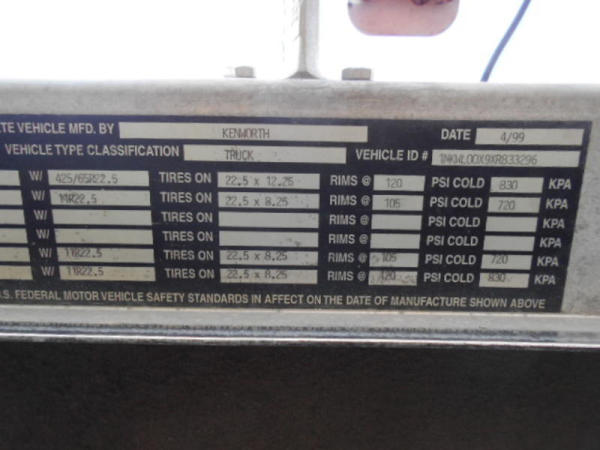 VEHICLE MFD. BY KENWORTH DATE 4/99
VEHICLE TYPE CLASSIFICATION TRUCK VEHICLE ID # 1NKWL00X9XR833296
W/ 425/65R22.5 TIRES ON 22.5 x 12.25 RIMS @ 120 PSI COLD 830 KPA
W/ 11R22.5 TIRES ON 22.5 x 8.25 RIMS @ 105 PSI COLD 720 KPA
W/ TIRES ON RIMS @ PSI COLD KPA
W/ TIRES ON RIMS @ PSI COLD KPA
W/ 11R22.5 TIRES ON 22.5 x 8.25 RIMS @ 105 PSI COLD 720 KPA
W/ 11R22.5 TIRES ON 22.5 x 8.25 RIMS @ 120 PSI COLD 830 KPA
.S. FEDERAL MOTOR VEHICLE SAFETY STANDARDS IN AFFECT ON THE DATE OF MANUFACTURE SHOWN ABOVE